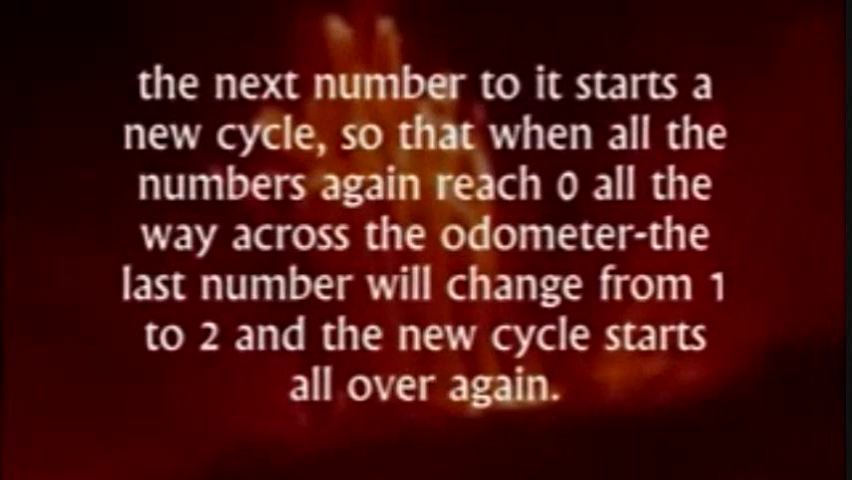 the next number to it starts a
new cycle, so that when all the
numbers again reach 0 all the
way across the odometer-the
last number will change from 1
to 2 and the new cycle starts
all over again.